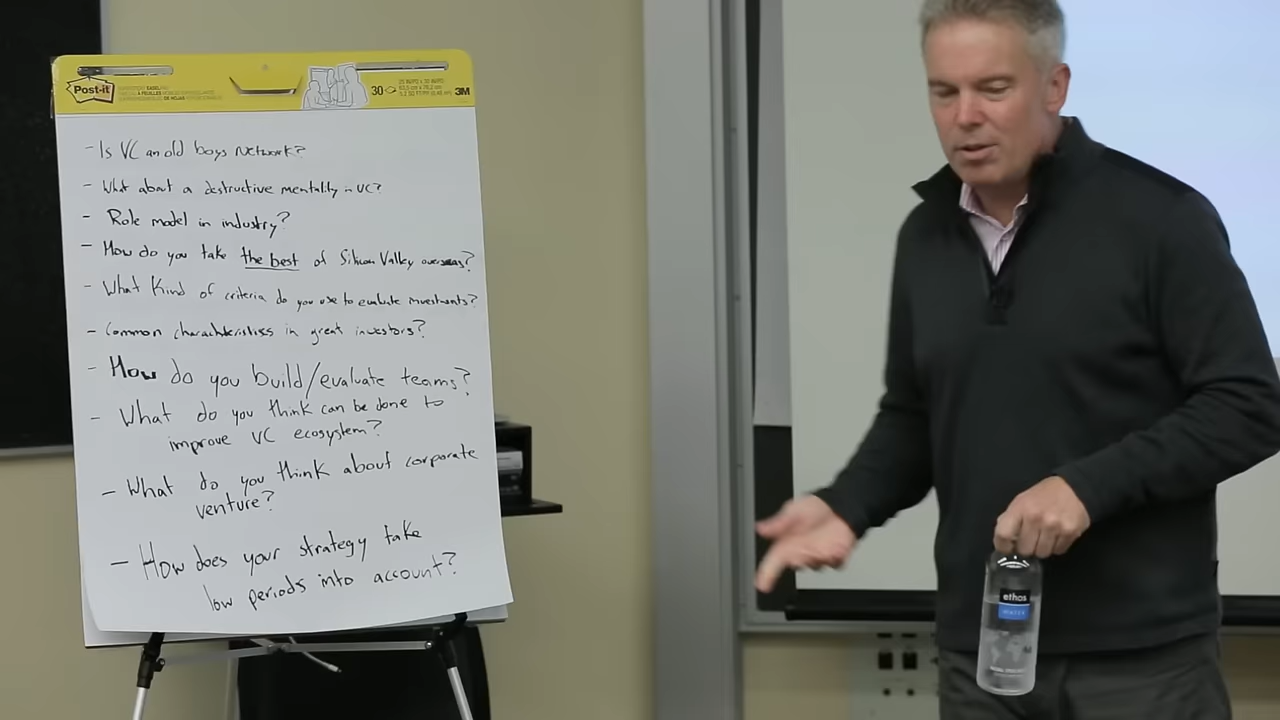 Post-it
30
3M
- Is VC an old boys network?
- What about a destructive mentality in VC?
- Role model in industry?
- How do you take the best of Silicon Valley overseas?
- What Kind of criteria do you use to evaluate investments?
- Common characteristics in great investors?
- How do you build/evaluate teams?
- What do you think can be done to
improve VC ecosystem?
- What do you think about corporate
venture?
- How does your strategy take
low periods into account?
ethos
WATER